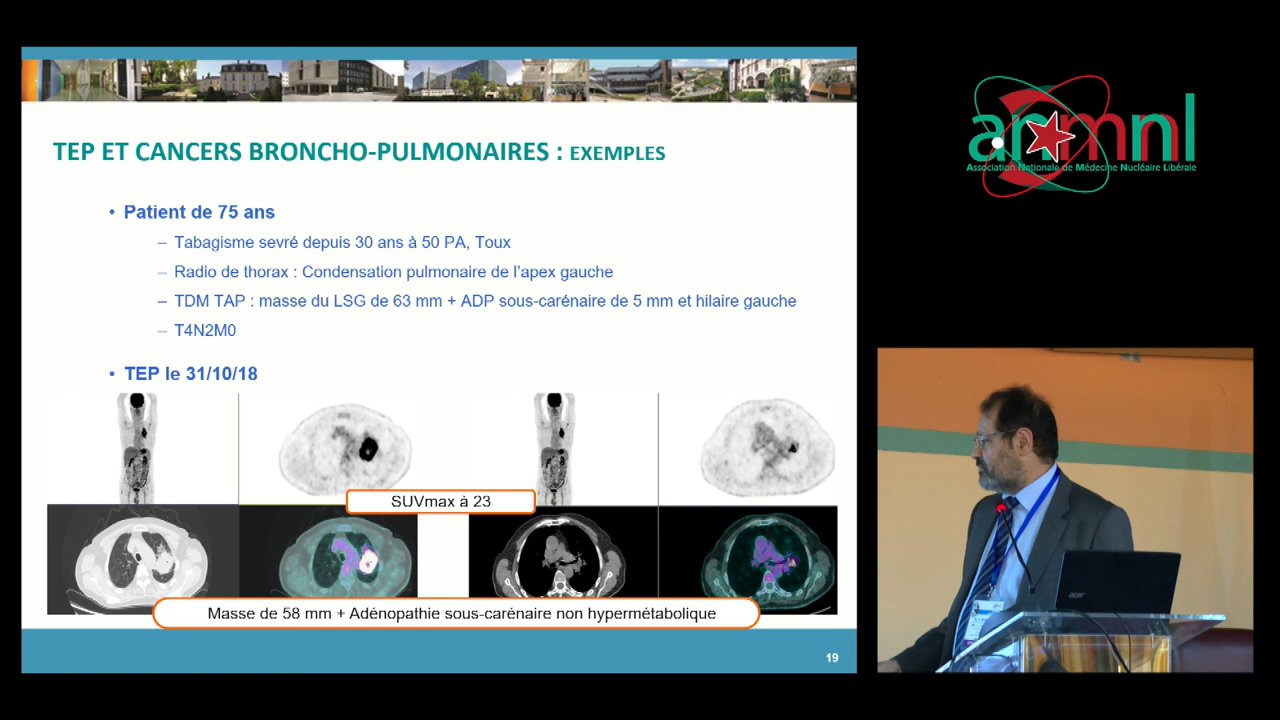 TEP ET CANCERS BRONCHO-PULMONAIRES : EXEMPLES
• Patient de 75 ans
– Tabagisme sevré depuis 30 ans à 50 PA, Toux
– Radio de thorax : Condensation pulmonaire de l'apex gauche
– TDM TAP : masse du LSG de 63 mm + ADP sous-carénaire de 5 mm et hilaire gauche
– T4N2M0
• TEP le 31/10/18
SUVmax à 23
Masse de 58 mm + Adénopathie sous-carénaire non hypermétabolique
19
anmnl
Association Nationale de Médecine Nucléaire Libérale
acer